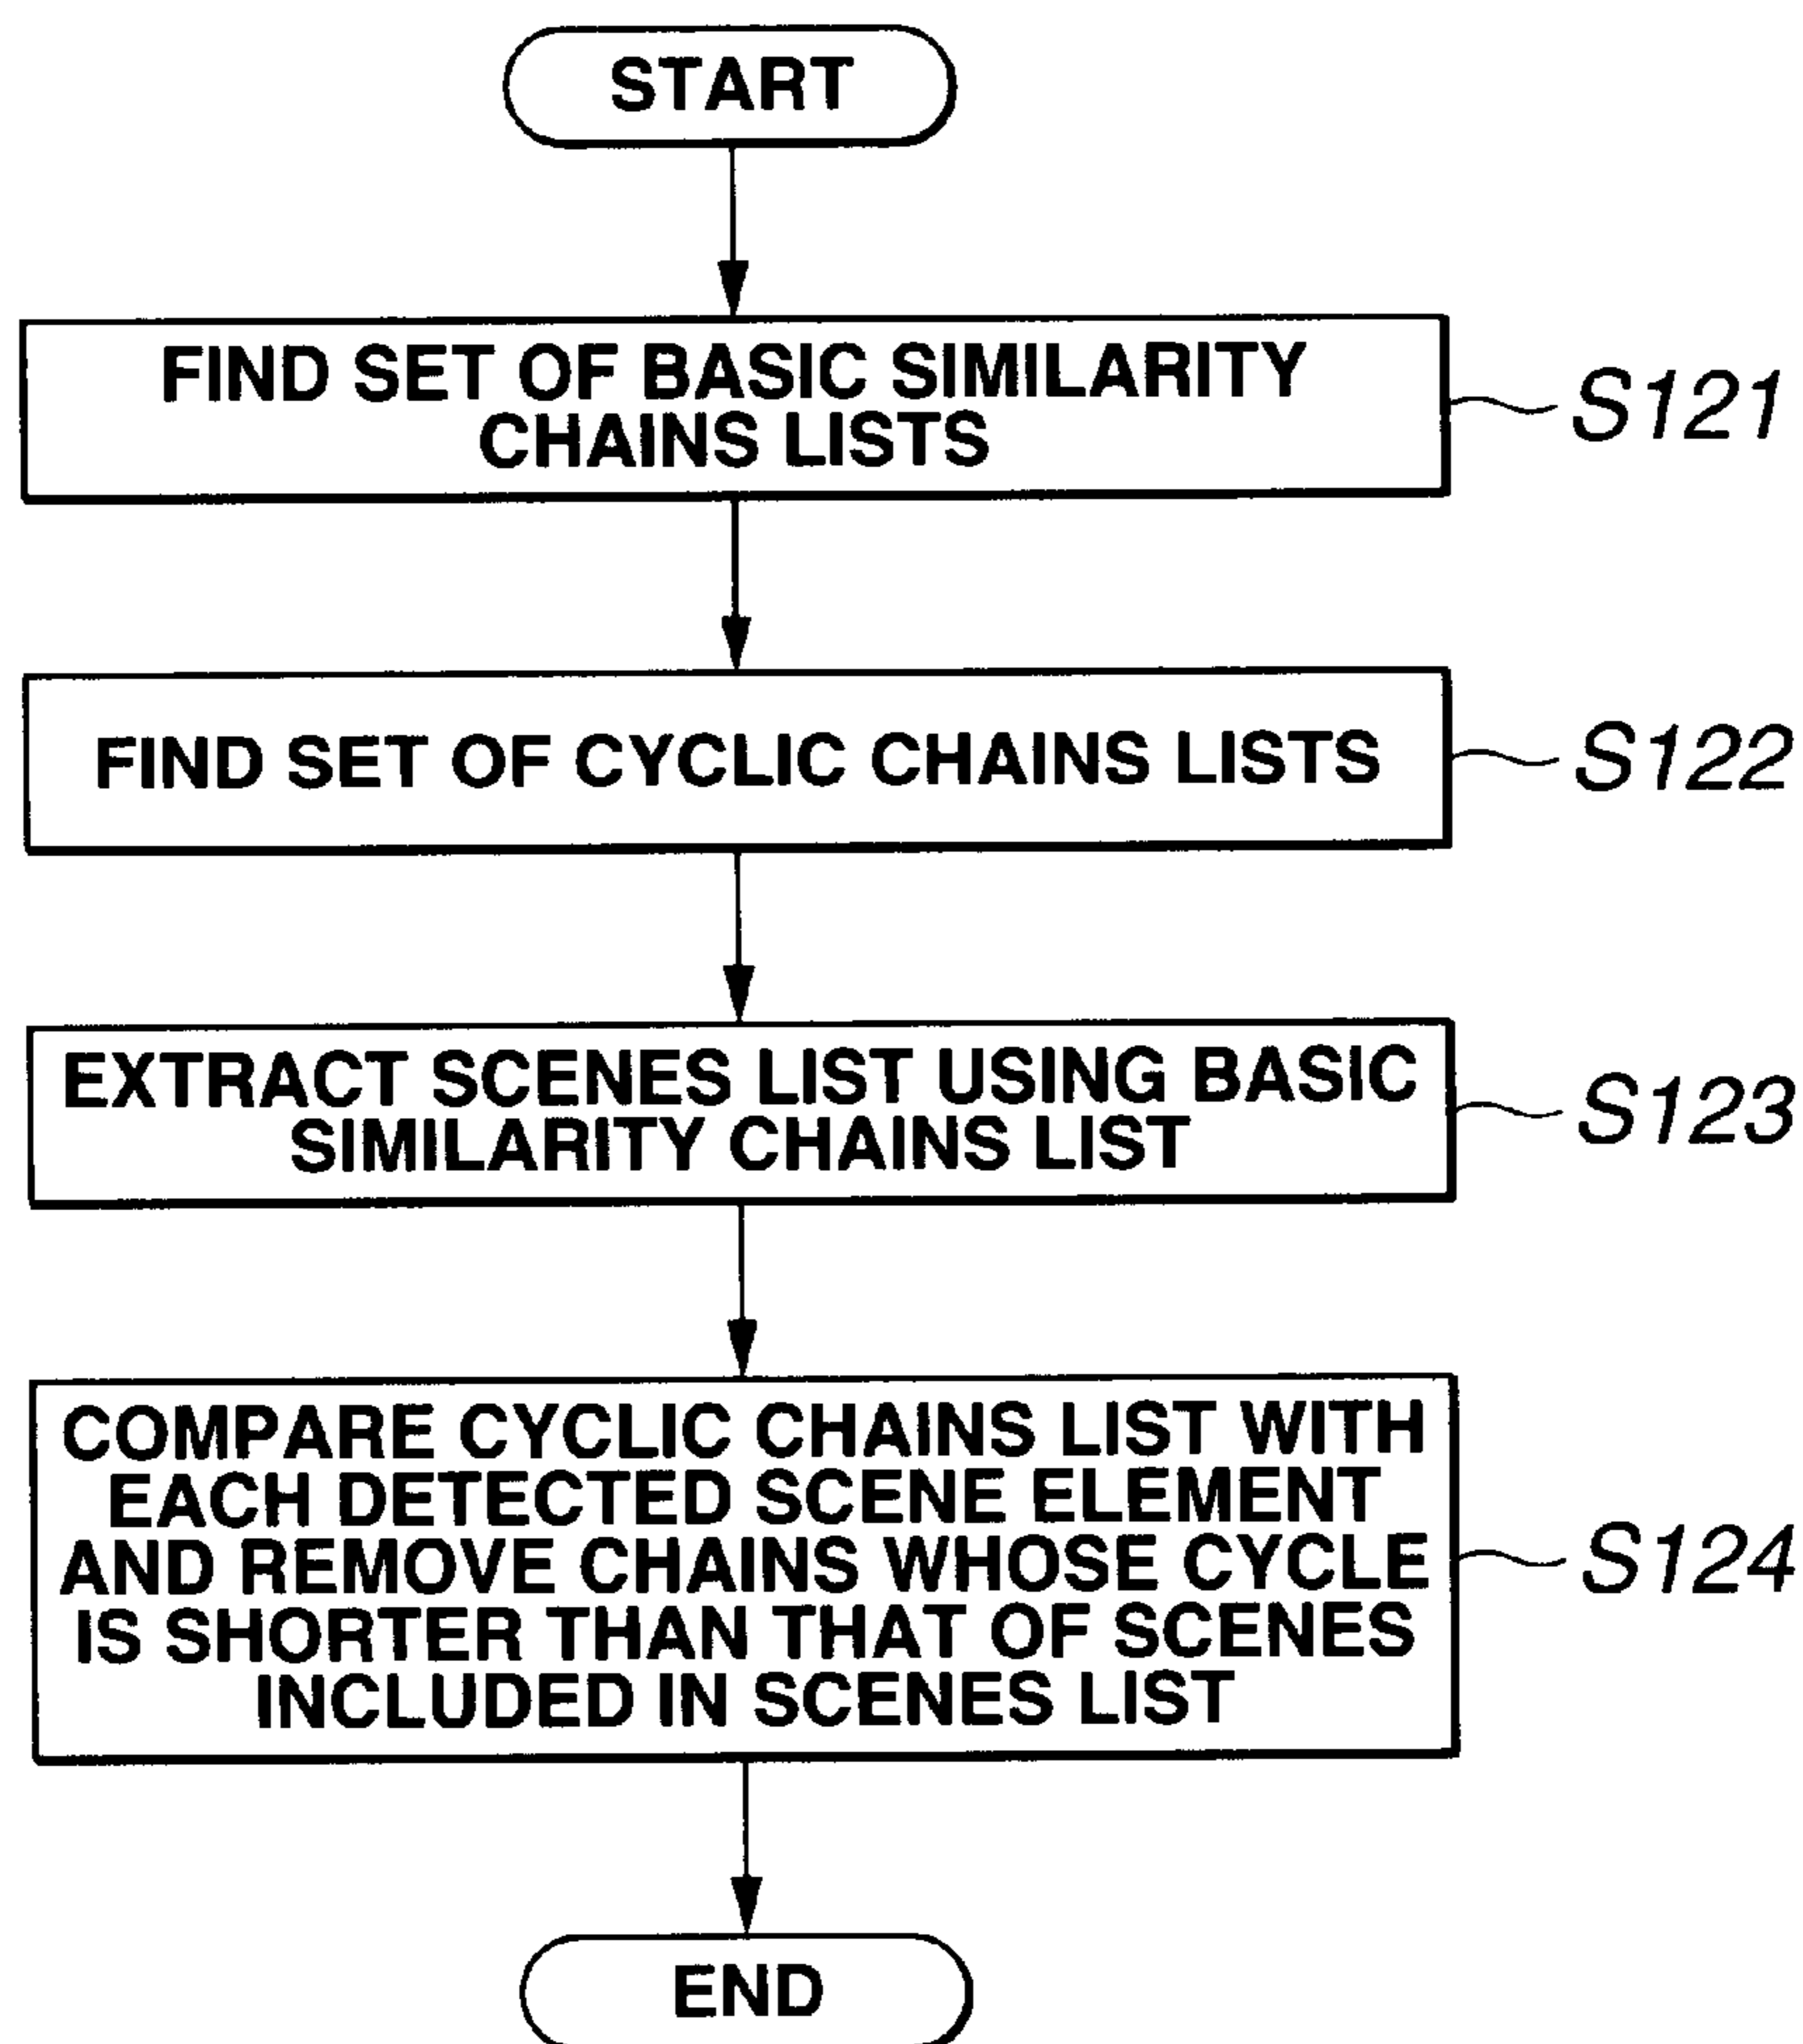 START
FIND SET OF BASIC SIMILARITY
CHAINS LISTS
S121
FIND SET OF CYCLIC CHAINS LISTS
S122
EXTRACT SCENES LIST USING BASIC
SIMILARITY CHAINS LIST
S123
COMPARE CYCLIC CHAINS LIST WITH
EACH DETECTED SCENE ELEMENT
AND REMOVE CHAINS WHOSE CYCLE
IS SHORTER THAN THAT OF SCENES
INCLUDED IN SCENES LIST
S124
END